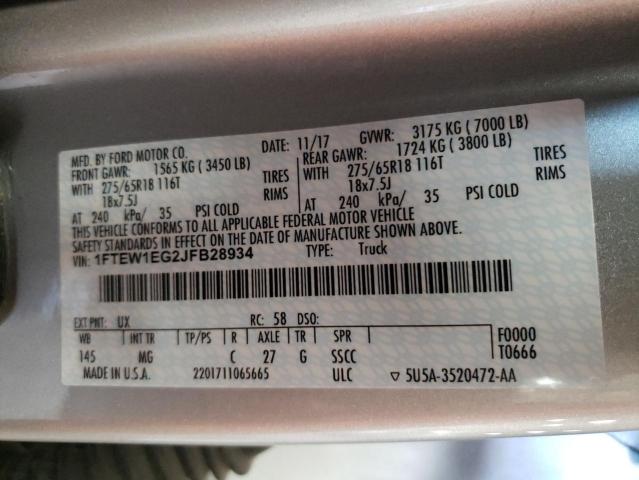 MFD. BY FORD MOTOR CO. DATE: 11/17 GVWR: 3175 KG ( 7000 LB)
FRONT GAWR: 1565 KG ( 3450 LB) REAR GAWR: 1724 KG ( 3800 LB)
WITH 275/65R18 116T TIRES WITH 275/65R18 116T TIRES
18x7.5J RIMS 18x7.5J RIMS
AT 240 kPa/ 35 PSI COLD AT 240 kPa/ 35 PSI COLD
THIS VEHICLE CONFORMS TO ALL APPLICABLE FEDERAL MOTOR VEHICLE
SAFETY STANDARDS IN EFFECT ON THE DATE OF MANUFACTURE SHOWN ABOVE.
VIN: 1FTEW1EG2JFB28934 TYPE: Truck
EXT PNT: UX RC: 58 DSO:
WB INT TR TP/PS R AXLE TR SPR F0000
145 MG C 27 G SSCC T0666
MADE IN U.S.A. 2201711065665 ULC ▽ 5U5A-3520472-AA